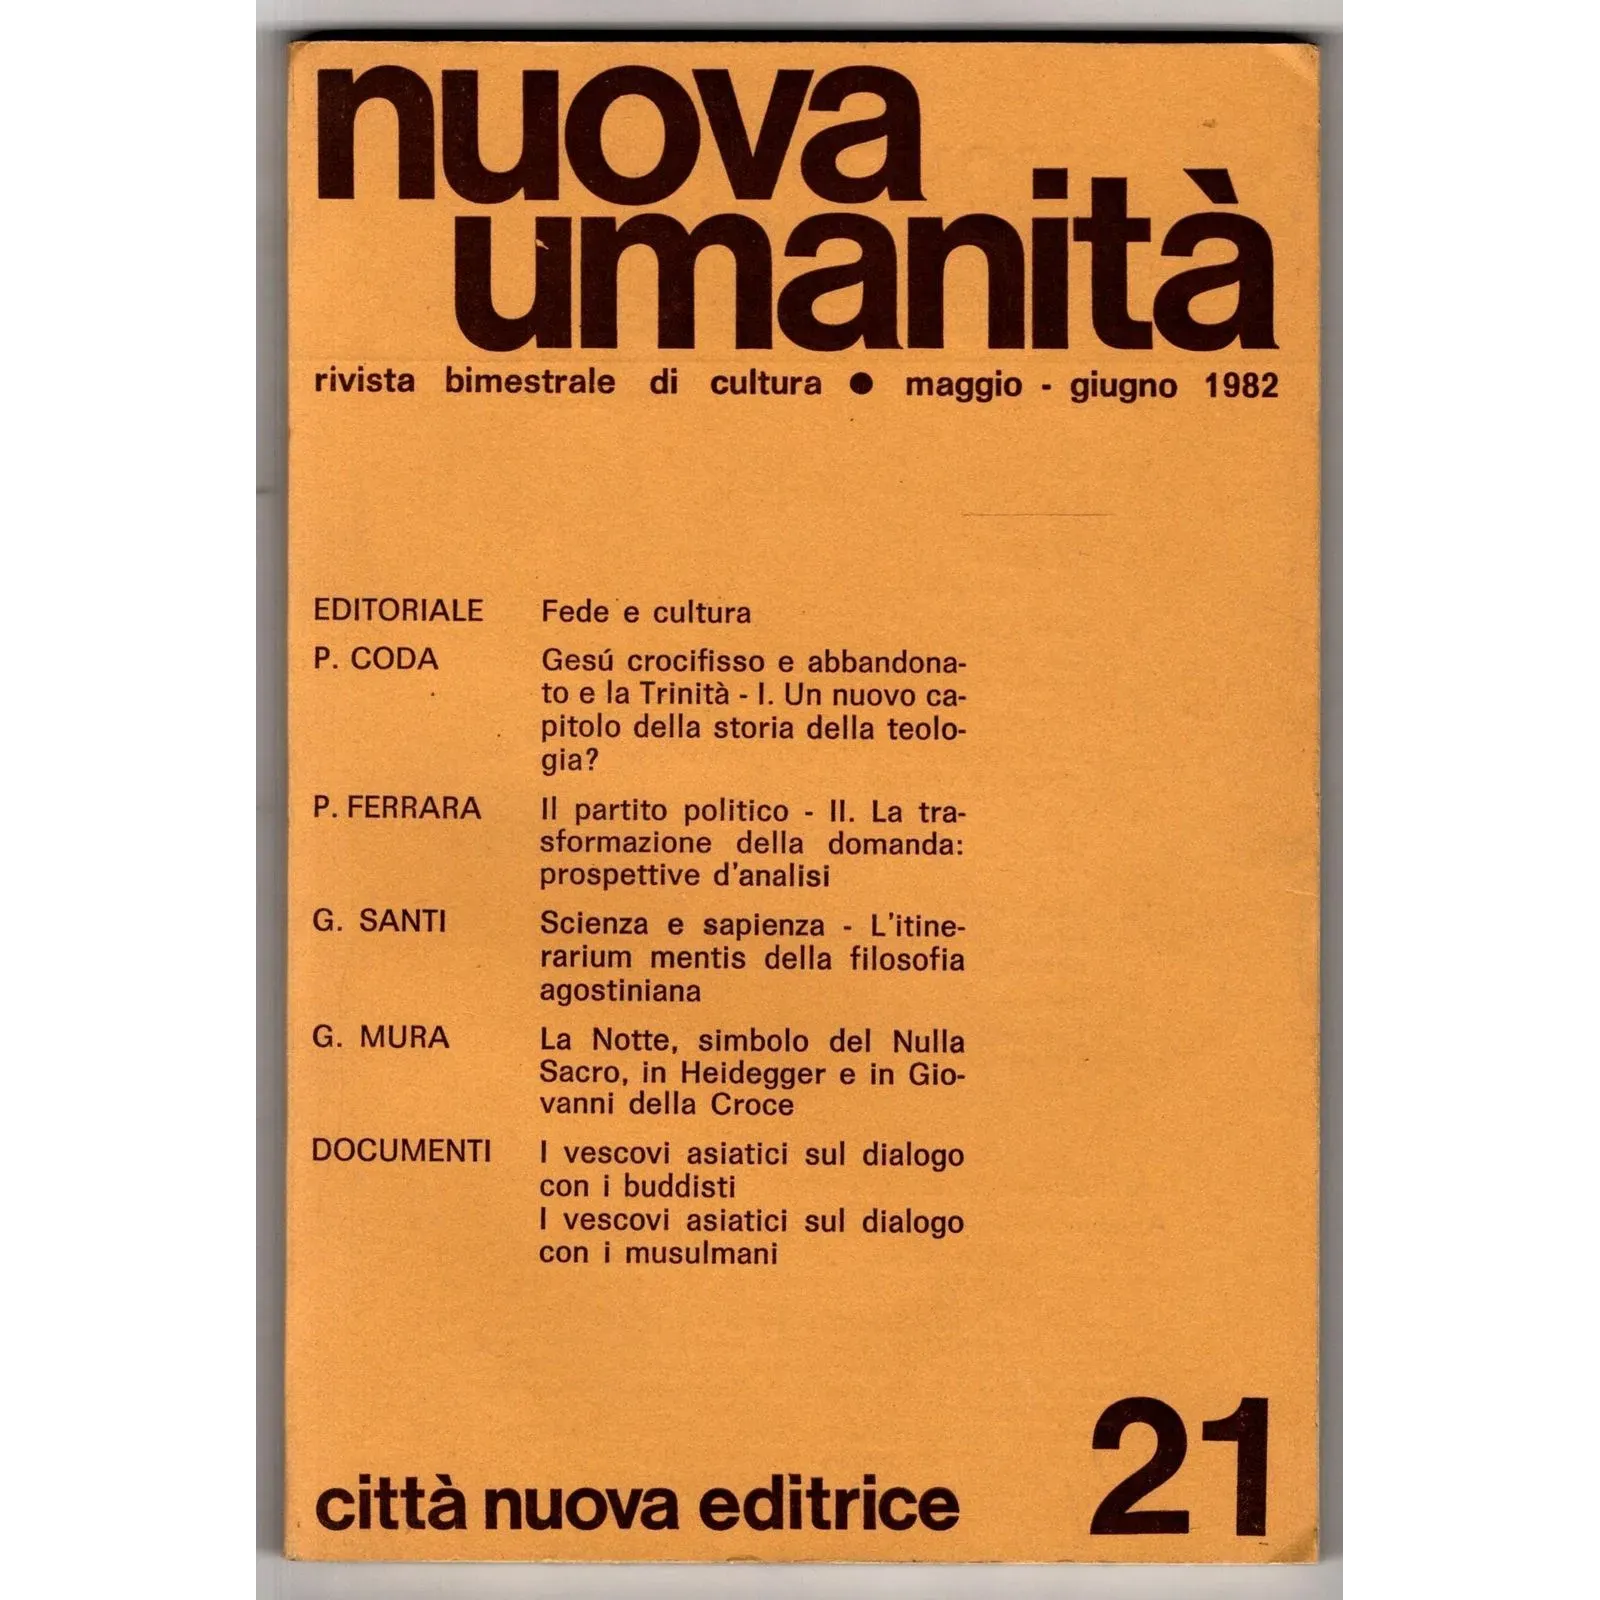 nuova
umanità
rivista bimestrale di cultura ● maggio - giugno 1982
EDITORIALE Fede e cultura
P. CODA Gesú crocifisso e abbandona-
to e la Trinità - I. Un nuovo ca-
pitolo della storia della teolo-
gia?
P. FERRARA Il partito politico - II. La tra-
sformazione della domanda:
prospettive d'analisi
G. SANTI Scienza e sapienza - L'itine-
rarium mentis della filosofia
agostiniana
G. MURA La Notte, simbolo del Nulla
Sacro, in Heidegger e in Gio-
vanni della Croce
DOCUMENTI I vescovi asiatici sul dialogo
con i buddisti
I vescovi asiatici sul dialogo
con i musulmani
città nuova editrice 21